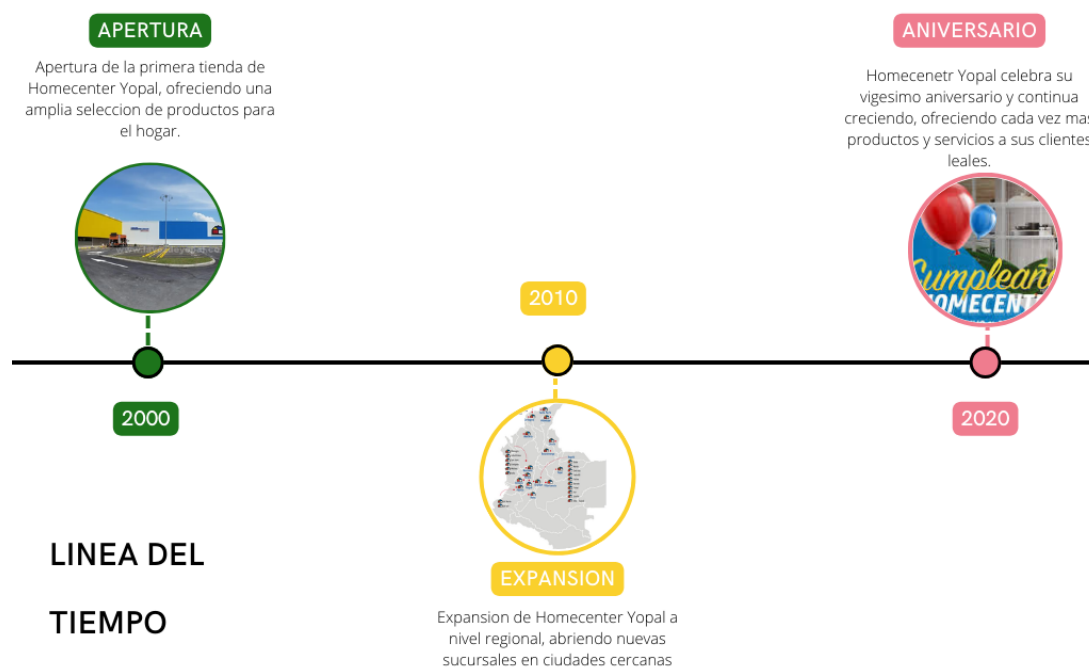 APERTURA
Apertura de la primera tienda de
Homecenter Yopal, ofreciendo una
amplia seleccion de productos para
el hogar.
2000
2010
EXPANSION
Expansion de Homecenter Yopal a
nivel regional, abriendo nuevas
sucursales en ciudades cercanas
ANIVERSARIO
Homecenetr Yopal celebra su
vigesimo aniversario y continua
creciendo, ofreciendo cada vez mas
productos y servicios a sus clientes
leales.
Cumpleañ
HOMECENT
2020
LINEA DEL
TIEMPO